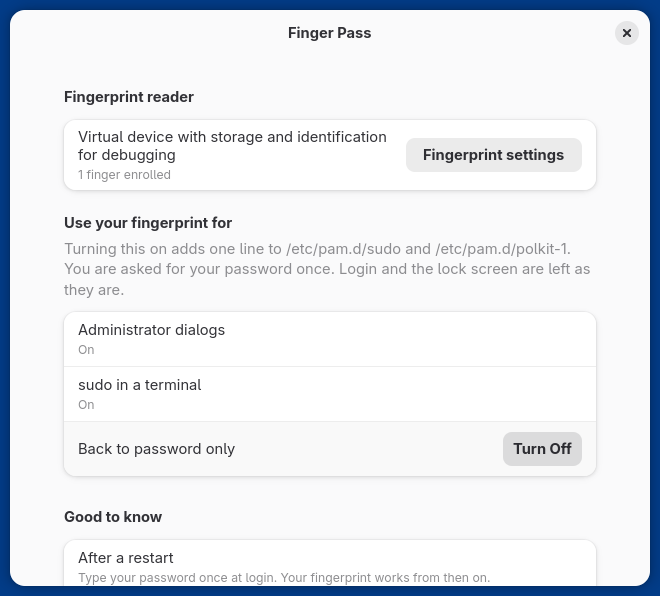 Finger Pass
Fingerprint reader
Virtual device with storage and identification
for debugging
1 finger enrolled
Fingerprint settings
Use your fingerprint for
Turning this on adds one line to /etc/pam.d/sudo and /etc/pam.d/polkit-1.
You are asked for your password once. Login and the lock screen are left as
they are.
Administrator dialogs
On
sudo in a terminal
On
Back to password only
Turn Off
Good to know
After a restart
Type your password once at login. Your fingerprint works from then on.